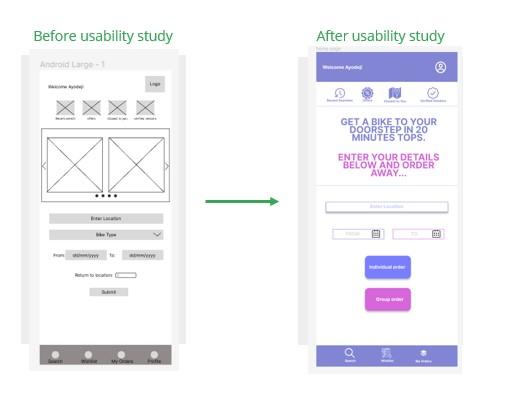 Before usability study
After usability study
Android Large - 1
Welcome Ayodeji
Logo
Recent search
offers
Closest to you
Verified vendors
Enter Location
Bike Type
From:
dd/mm/yyyy
To:
dd/mm/yyyy
Return to location:
Submit
Search
Wishlist
My Orders
Profile
home page
Welcome Ayodeji
Recent Searches
Offers
Closest to You
Verified Vendors
GET A BIKE TO YOUR
DOORSTEP IN 20
MINUTES TOPS.
ENTER YOUR DETAILS
BELOW AND ORDER
AWAY...
Enter Location
FROM
TO
Individual order
Group order
Search
Wishlist
My Orders